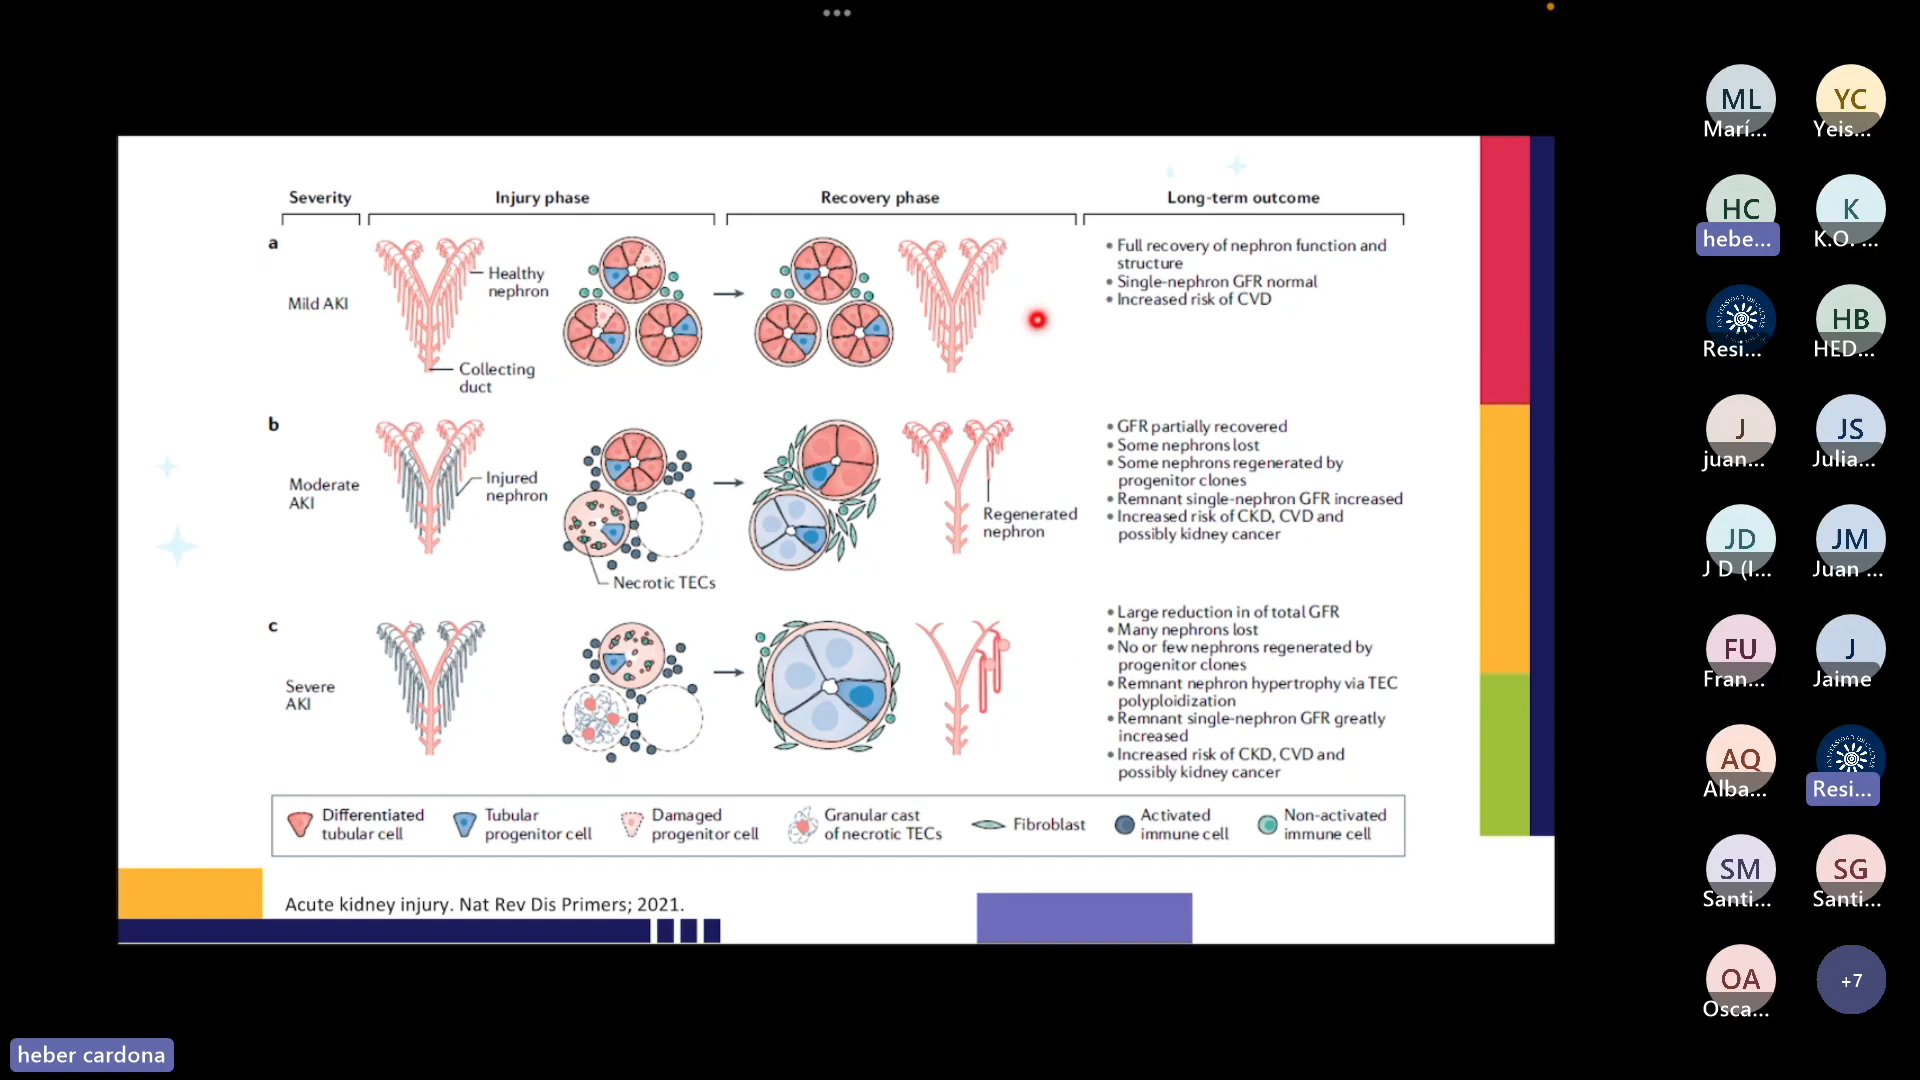 Severity
Injury phase
Recovery phase
Long-term outcome
a
Mild AKI
Healthy
nephron
Collecting
duct
• Full recovery of nephron function and
structure
• Single-nephron GFR normal
• Increased risk of CVD
b
Moderate
AKI
Injured
nephron
Necrotic TECs
Regenerated
nephron
• GFR partially recovered
• Some nephrons lost
• Some nephrons regenerated by
progenitor clones
• Remnant single-nephron GFR increased
• Increased risk of CKD, CVD and
possibly kidney cancer
c
Severe
AKI
• Large reduction in of total GFR
• Many nephrons lost
• No or few nephrons regenerated by
progenitor clones
• Remnant nephron hypertrophy via TEC
polyploidization
• Remnant single-nephron GFR greatly
increased
• Increased risk of CKD, CVD and
possibly kidney cancer
Differentiated
tubular cell
Tubular
progenitor cell
Damaged
progenitor cell
Granular cast
of necrotic TECs
Fibroblast
Activated
immune cell
Non-activated
immune cell
Acute kidney injury. Nat Rev Dis Primers; 2021.
heber cardona
ML
Marí...
YC
Yeis...
HC
hebe...
K
K.O. ...
Resi...
HB
HED...
J
juan...
JS
Julia...
JD
J D (I...
JM
Juan ...
FU
Fran...
J
Jaime
AQ
Alba...
Resi...
SM
Santi...
SG
Santi...
OA
Osca...
+7